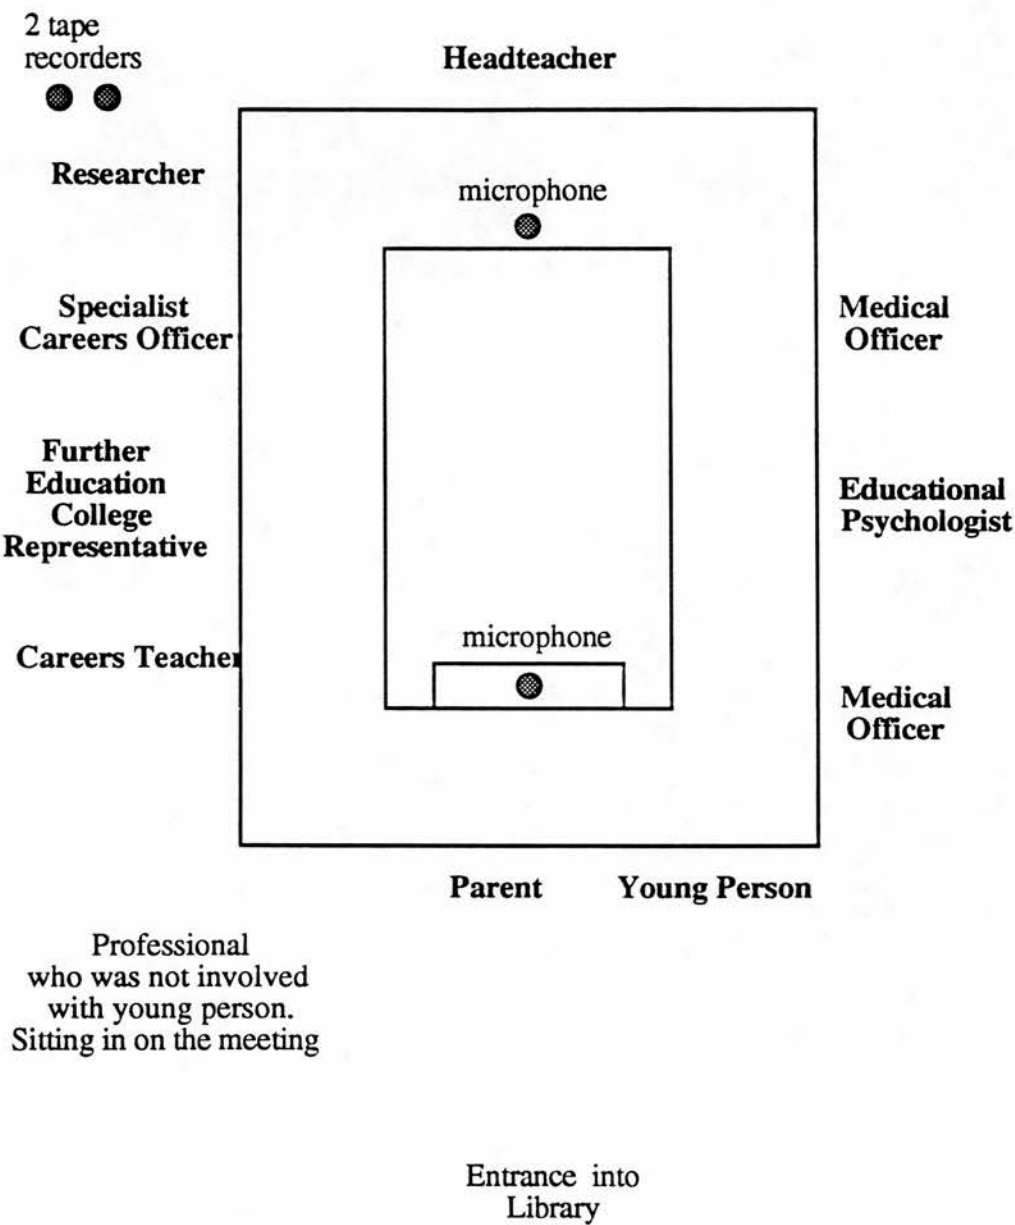 2 tape
recorders
Headteacher
Researcher
microphone
Specialist
Careers Officer
Medical
Officer
Further
Education
College
Representative
Educational
Psychologist
microphone
Careers Teacher
Medical
Officer
Parent
Young Person
Professional
who was not involved
with young person.
Sitting in on the meeting
Entrance into
Library